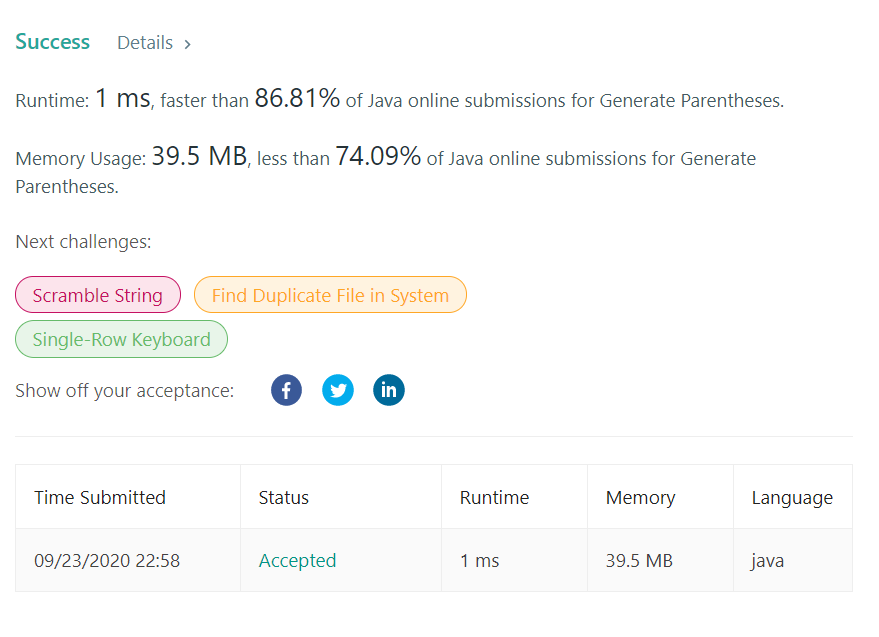 Success Details >
Runtime: 1 ms, faster than 86.81% of Java online submissions for Generate Parentheses.
Memory Usage: 39.5 MB, less than 74.09% of Java online submissions for Generate
Parentheses.
Next challenges:
Scramble String Find Duplicate File in System
Single-Row Keyboard
Show off your acceptance: f in
Time Submitted Status Runtime Memory Language
09/23/2020 22:58 Accepted 1 ms 39.5 MB java